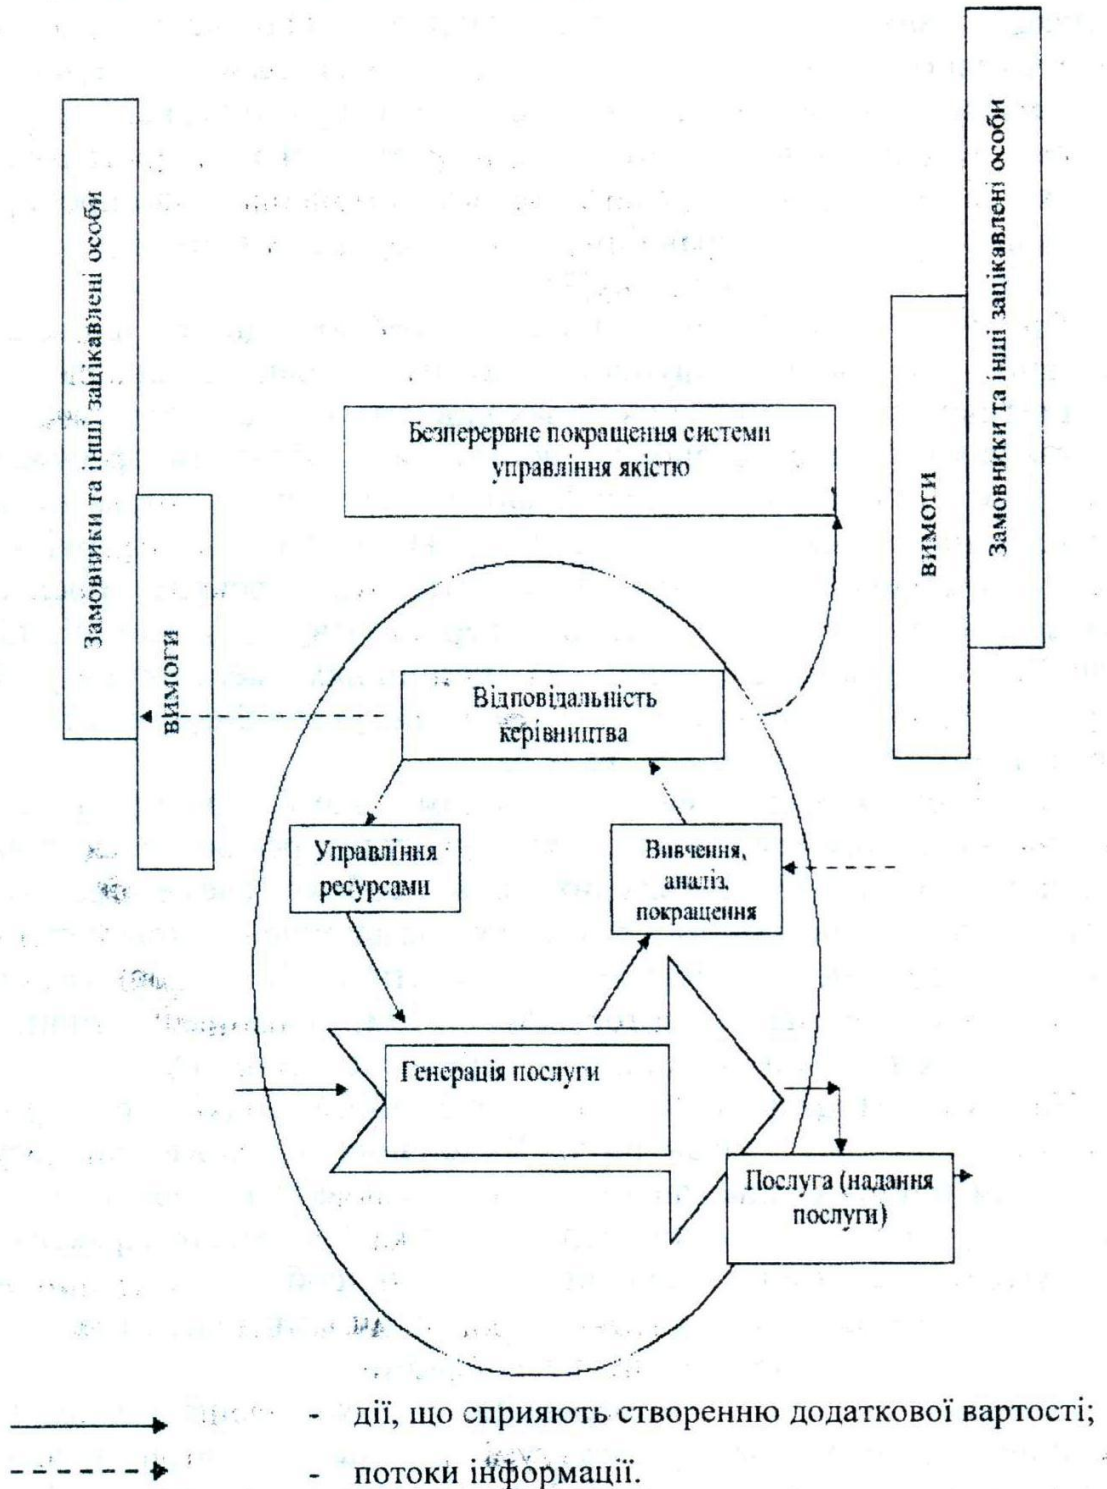 Замовники та інші зацікавлені особи
вимоги
Замовники та інші зацікавлені особи
вимоги
Безперервне покращення системи
управління якістю
Відповідальність
керівництва
Управління
ресурсами
Вивчення,
аналіз,
покращення
Генерація послуги
Послуга (надання
послуги)
- дії, що сприяють створенню додаткової вартості;
- потоки інформації.